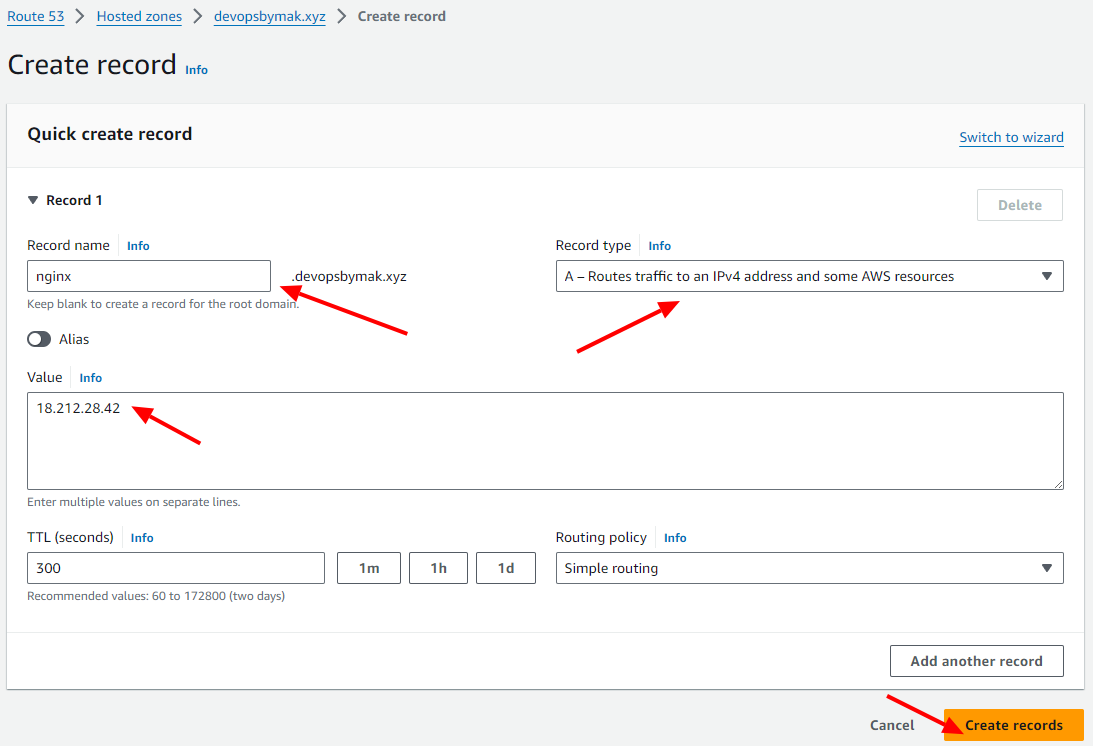 Route 53 > Hosted zones > devopsbymak.xyz > Create record
Create record Info
Quick create record
Switch to wizard
Record 1
Delete
Record name Info
Record type Info
nginx .devopsbymak.xyz
A – Routes traffic to an IPv4 address and some AWS resources
Keep blank to create a record for the root domain.
Alias
Value Info
18.212.28.42
Enter multiple values on separate lines.
TTL (seconds) Info
Routing policy Info
300 1m 1h 1d
Simple routing
Recommended values: 60 to 172800 (two days)
Add another record
Cancel Create records